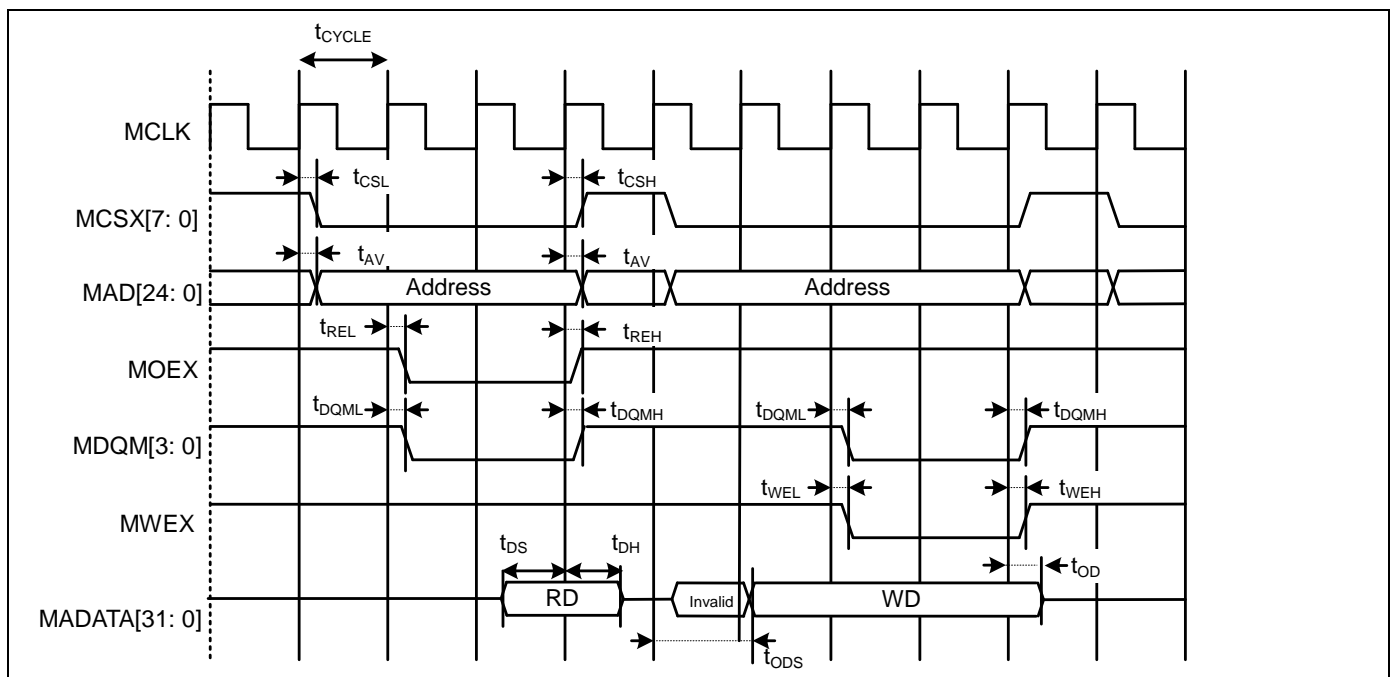 tCYCLE
MCLK
tCSL tCSH
MCSX[7: 0]
tAV tAV
MAD[24: 0] Address Address
tREL tREH
MOEX
tDQML tDQMH tDQML tDQMH
MDQM[3: 0]
tWEL tWEH
MWEX
tDS tDH
tOD
MADATA[31: 0] RD Invalid WD
tODS